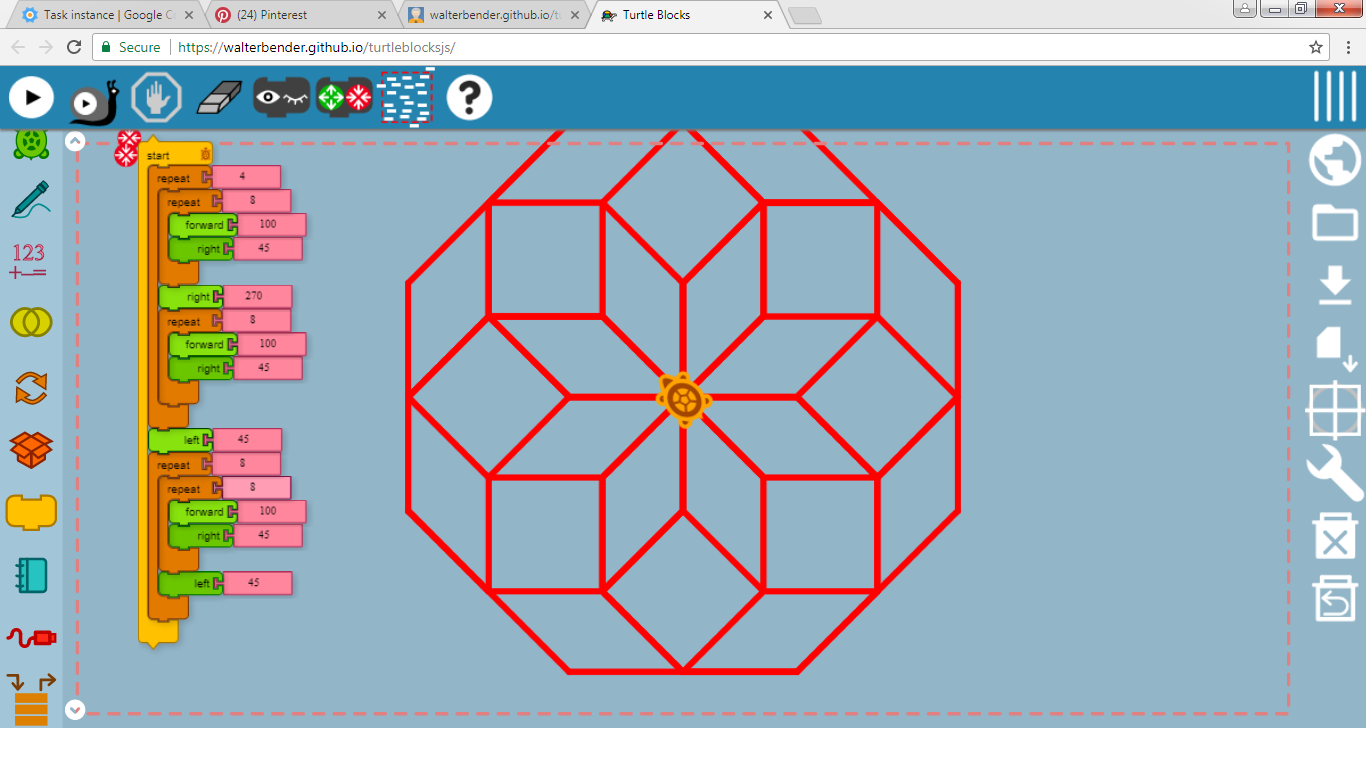 Task instance | Google C
(24) Pinterest
walterbender.github.io/tu
Turtle Blocks
Secure
https://walterbender.github.io/turtleblocksjs/
?
start
repeat 4
repeat 8
forward 100
right 45
123
+-=
right 270
repeat 8
forward 100
right 45
left 45
repeat 8
repeat 8
forward 100
right 45
left 45